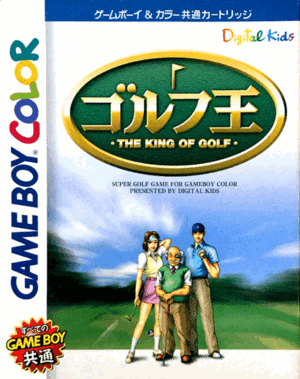 ゲームボーイ&カラー共通カートリッジ
Digital Kids
GAME BOY COLOR
ゴルフ王
・THE KING OF GOLF・
SUPER GOLF GAME FOR GAMEBOY COLOR
PRESENTED BY DIGITAL KIDS
すべての
GAME BOY
共通